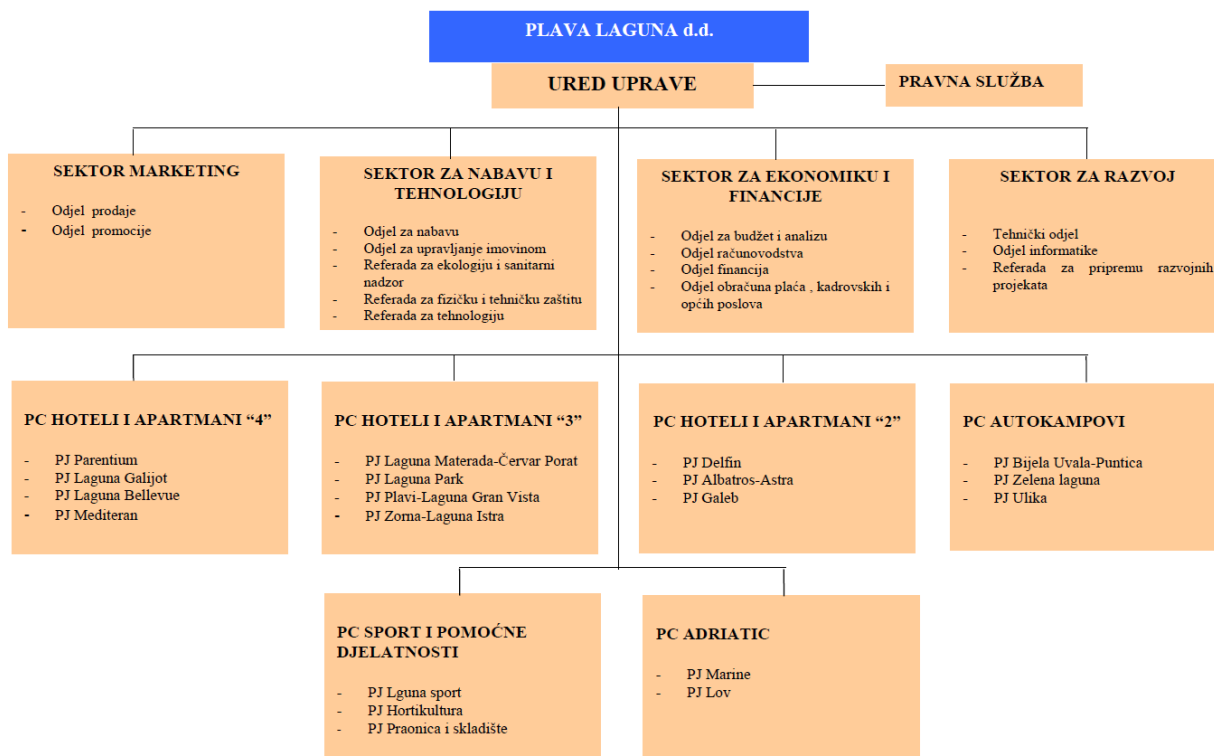 PLAVA LAGUNA d.d.
URED UPRAVE
PRAVNA SLUŽBA
SEKTOR MARKETING
- Odjel prodaje
- Odjel promocije
SEKTOR ZA NABAVU I
TEHNOLOGIJU
- Odjel za nabavu
- Odjel za upravljanje imovinom
- Referada za ekologiju i sanitarni
nadzor
- Referada za fizičku i tehničku zaštitu
- Referada za tehnologiju
SEKTOR ZA EKONOMIKU I
FINANCIJE
- Odjel za budžet i analizu
- Odjel računovodstva
- Odjel financija
- Odjel obračuna plaća , kadrovskih i
općih poslova
SEKTOR ZA RAZVOJ
- Tehnički odjel
- Odjel informatike
- Referada za pripremu razvojnih
projekata
PC HOTELI I APARTMANI “4”
- PJ Parentium
- PJ Laguna Galijot
- PJ Laguna Bellevue
- PJ Mediteran
PC HOTELI I APARTMANI “3”
- PJ Laguna Materada-Červar Porat
- PJ Laguna Park
- PJ Plavi-Laguna Gran Vista
- PJ Zorna-Laguna Istra
PC HOTELI I APARTMANI “2”
- PJ Delfin
- PJ Albatros-Astra
- PJ Galeb
PC AUTOKAMPOVI
- PJ Bijela Uvala-Puntica
- PJ Zelena laguna
- PJ Ulika
PC SPORT I POMOĆNE
DJELATNOSTI
- PJ Lguna sport
- PJ Hortikultura
- PJ Praonica i skladište
PC ADRIATIC
- PJ Marine
- PJ Lov